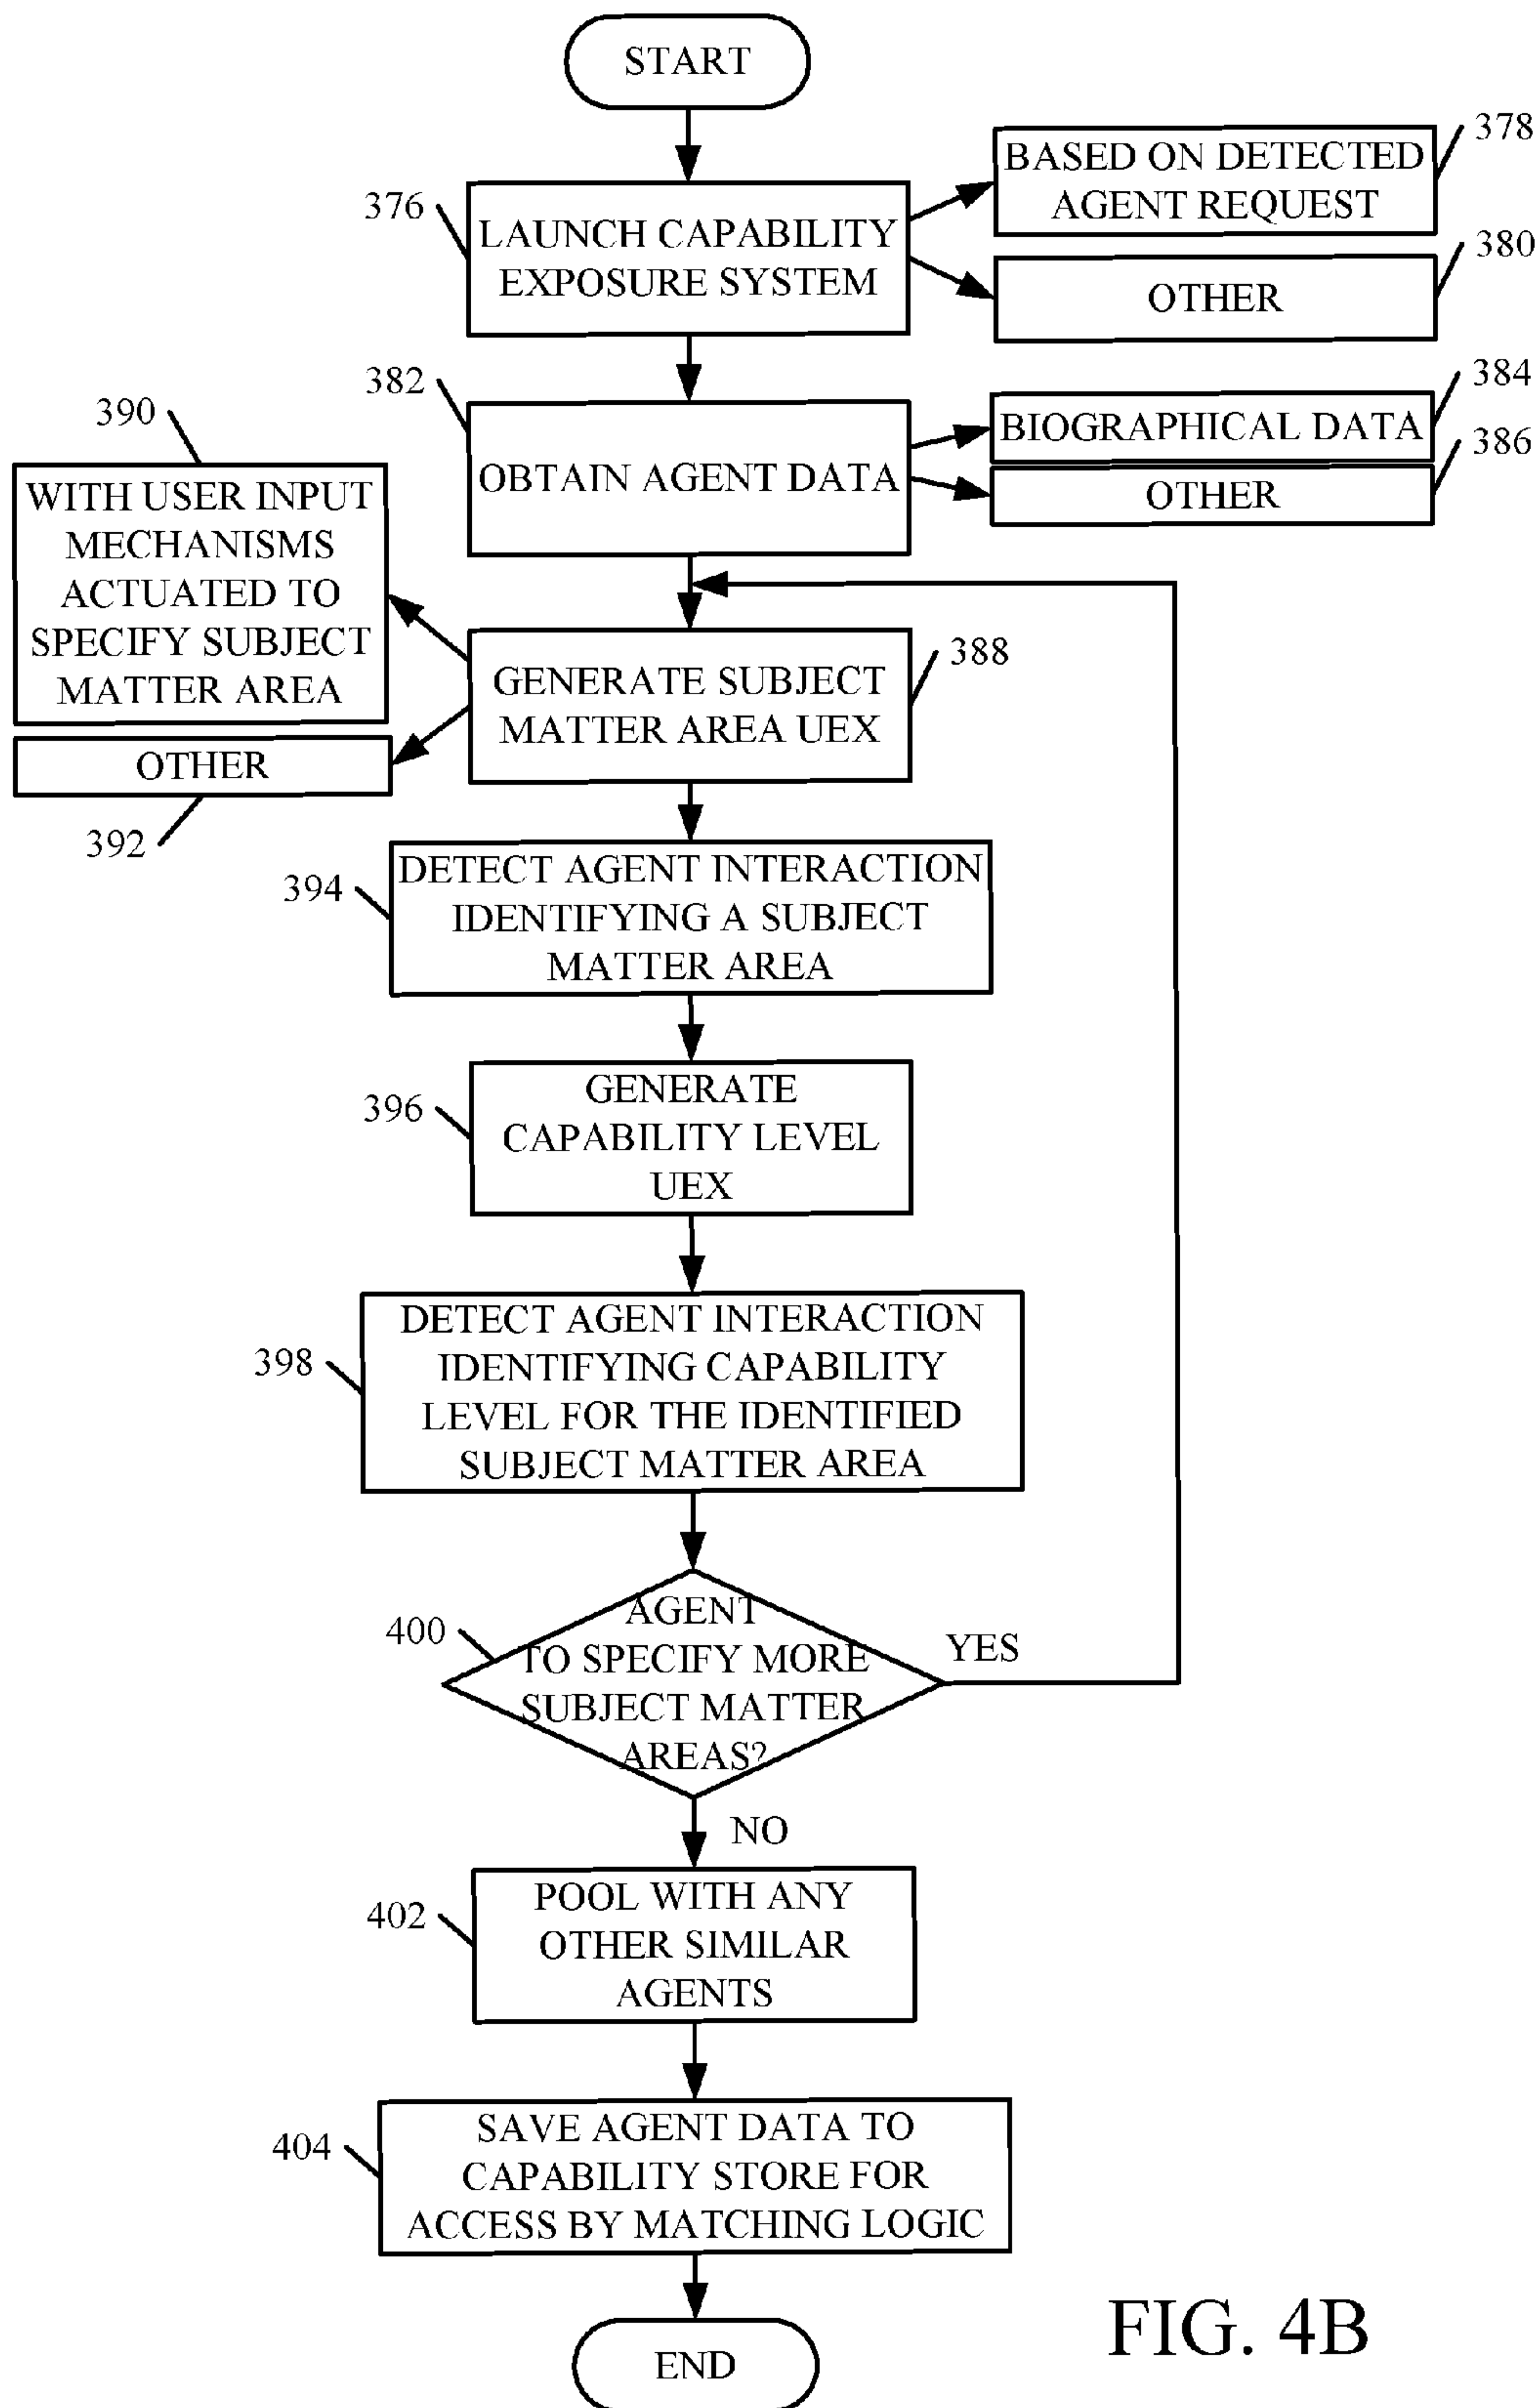 START
378
BASED ON DETECTED
AGENT REQUEST
376
LAUNCH CAPABILITY
EXPOSURE SYSTEM
380
OTHER
382
OBTAIN AGENT DATA
384
BIOGRAPHICAL DATA
386
OTHER
390
WITH USER INPUT
MECHANISMS
ACTUATED TO
SPECIFY SUBJECT
MATTER AREA
388
GENERATE SUBJECT
MATTER AREA UEX
OTHER
392
394
DETECT AGENT INTERACTION
IDENTIFYING A SUBJECT
MATTER AREA
396
GENERATE
CAPABILITY LEVEL
UEX
398
DETECT AGENT INTERACTION
IDENTIFYING CAPABILITY
LEVEL FOR THE IDENTIFIED
SUBJECT MATTER AREA
400
AGENT
TO SPECIFY MORE
SUBJECT MATTER
AREAS?
YES
NO
402
POOL WITH ANY
OTHER SIMILAR
AGENTS
404
SAVE AGENT DATA TO
CAPABILITY STORE FOR
ACCESS BY MATCHING LOGIC
END
FIG. 4B